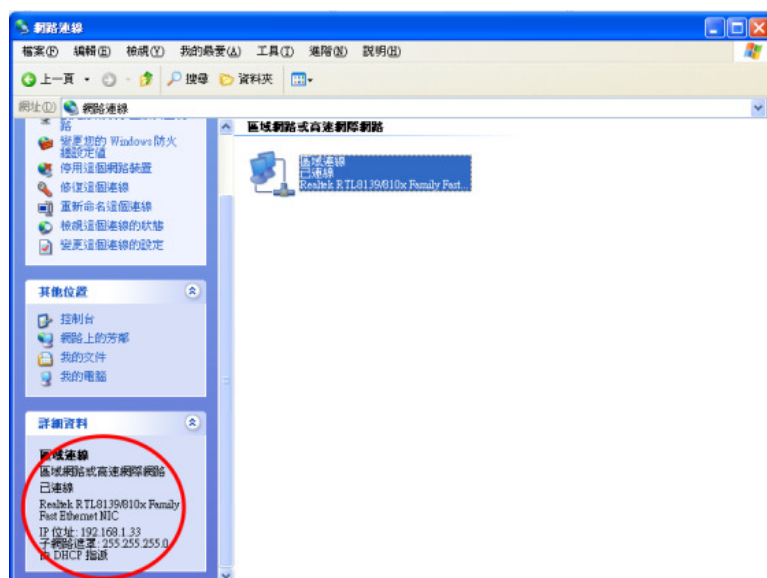 網路連線
檔案(F) 編輯(E) 檢視(V) 我的最愛(A) 工具(T) 進階(N) 說明(H)
上一頁 搜尋 資料夾
網址(D) 網路連線
路
變更您的 Windows 防火
牆設定值
停用這個網路裝置
修復這個連線
重新命名這個連線
檢視這個連線的狀態
變更這個連線的設定
其他位置
控制台
網路上的芳鄰
我的文件
我的電腦
詳細資料
區域連線
區域網路或高速網際網路
已連線
Realtek RTL8139/810x Family
Fast Ethernet NIC
IP 位址: 192.168.1.33
子網路遮罩: 255.255.255.0
由 DHCP 指派
區域網路或高速網際網路
區域連線
已連線
Realtek RTL8139/810x Family Fast...